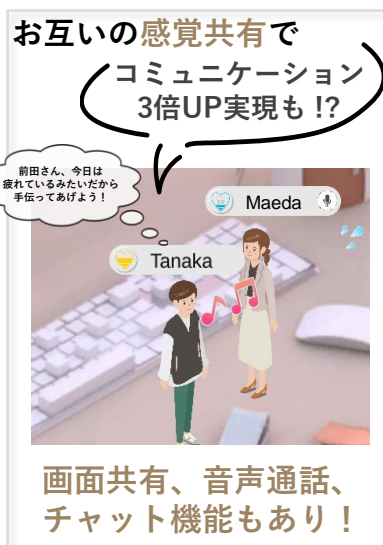 お互いの感覚共有で
コミュニケーション
3倍UP実現も !?
前田さん、今日は
疲れているみたいだから
手伝ってあげよう！
Maeda
Tanaka
画面共有、音声通話、
チャット機能もあり！